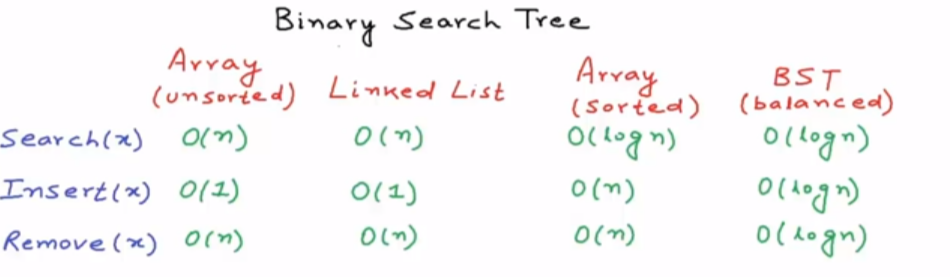 Binary Search Tree
Array (unsorted) Linked List Array (sorted) BST (balanced)
Search(x) O(n) O(n) O(log n) O(log n)
Insert(x) O(1) O(1) O(n) O(log n)
Remove(x) O(n) O(n) O(n) O(log n)